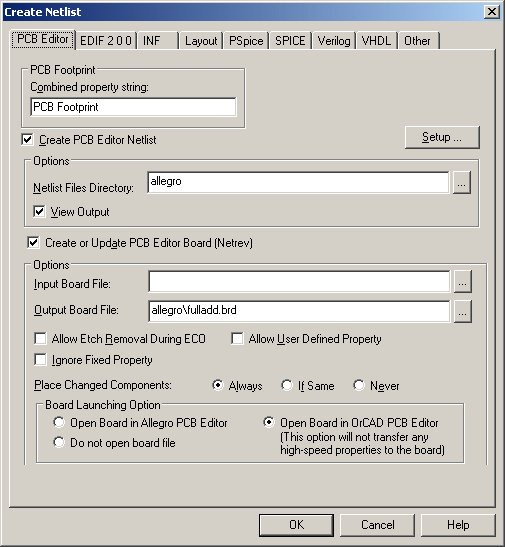 Create Netlist
PCB Editor EDIF 2 0 0 INF Layout PSpice SPICE Verilog VHDL Other
PCB Footprint
Combined property string:
PCB Footprint
Create PCB Editor Netlist
Setup ...
Options
Netlist Files Directory: allegro ...
View Output
Create or Update PCB Editor Board (Netrev)
Options
Input Board File: ...
Output Board File: allegro\fulladd.brd ...
Allow Etch Removal During ECO Allow User Defined Property
Ignore Fixed Property
Place Changed Components: Always If Same Never
Board Launching Option
Open Board in Allegro PCB Editor Open Board in OrCAD PCB Editor
Do not open board file (This option will not transfer any
high-speed properties to the board)
OK Cancel Help